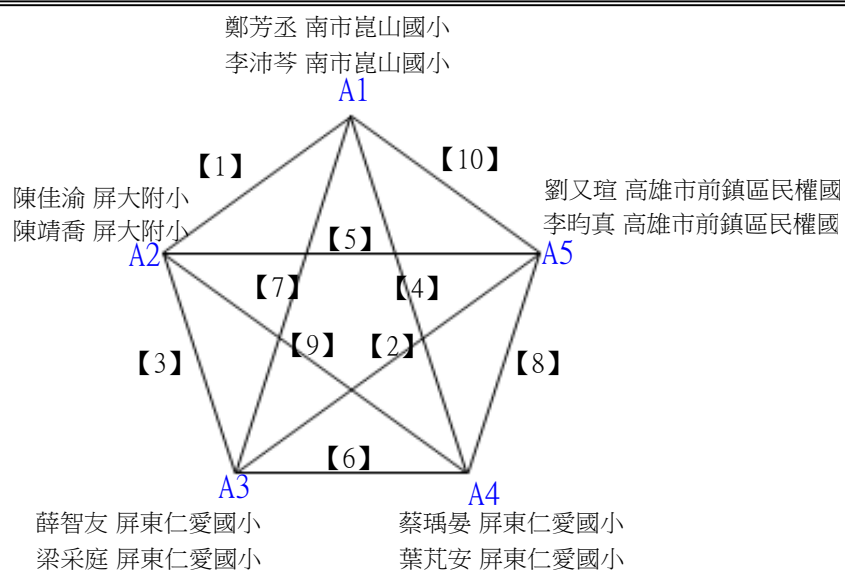 鄭芳丞 南市崑山國小
李沛芩 南市崑山國小
A1
【1】
【10】
陳佳渝 屏大附小
陳靖喬 屏大附小
A2
劉又瑄 高雄市前鎮區民權國
李昀真 高雄市前鎮區民權國
A5
【5】
【7】
【4】
【3】
【9】
【2】
【8】
【6】
A3
A4
薛智友 屏東仁愛國小
梁采庭 屏東仁愛國小
蔡瑀晏 屏東仁愛國小
葉芃安 屏東仁愛國小